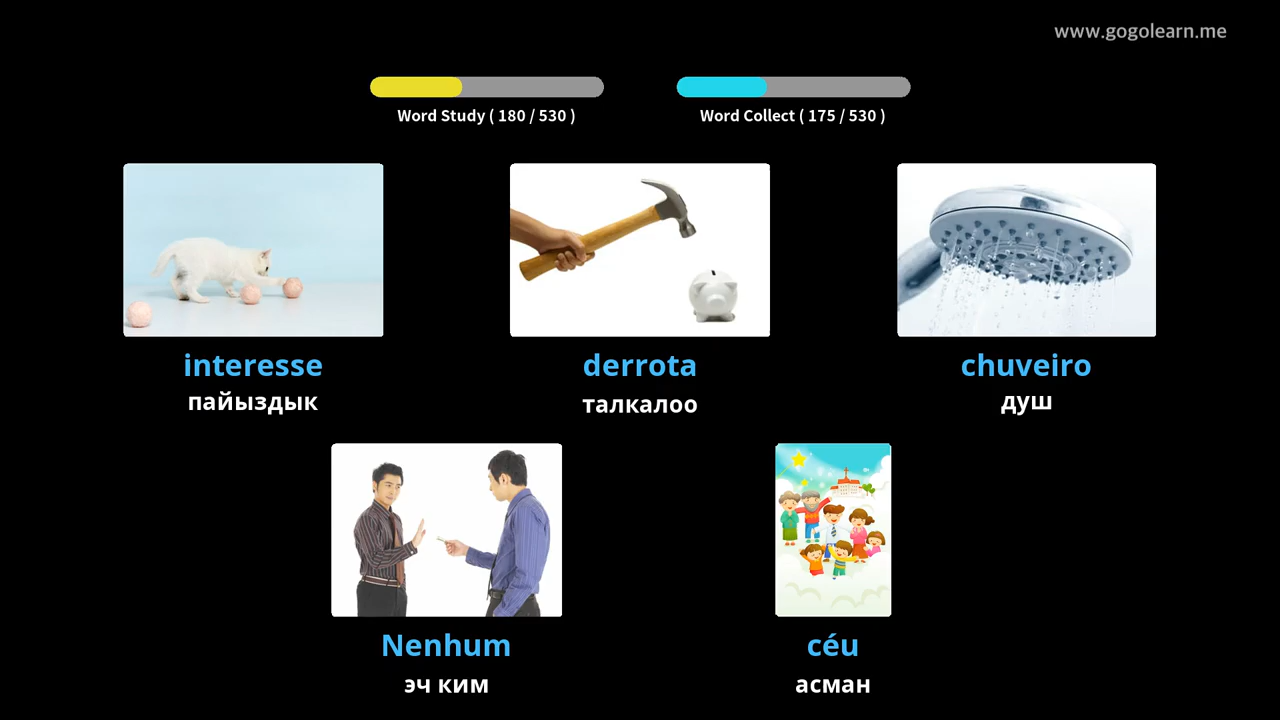 www.gogolearn.me
Word Study ( 180 / 530 )
Word Collect ( 175 / 530 )
interesse
пайыздык
derrota
талкалоо
chuveiro
душ
Nenhum
эч ким
céu
асман